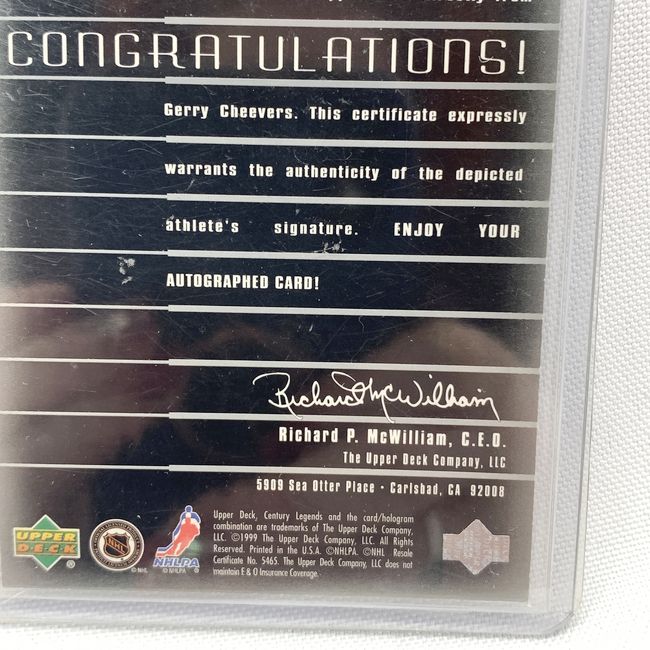 from
CONGRATULATIONS!
Gerry Cheevers. This certificate expressly
warrants the authenticity of the depicted
athlete's signature. ENJOY YOUR
AUTOGRAPHED CARD!
Richard McWilliam
Richard P. McWilliam, C.E.O.
The Upper Deck Company, LLC
5909 Sea Otter Place · Carlsbad, CA 92008
Upper Deck, Century Legends and the card/hologram
combination are trademarks of The Upper Deck Company,
LLC. ©1999 The Upper Deck Company, LLC. All Rights
Reserved. Printed in the U.S.A. ©NHLPA. ©NHL Resale
Certificate No. 5465. The Upper Deck Company, LLC does not
maintain E & O Insurance Coverage.
UPPER
DECK
NHL
© NHL
NHLPA
© NHLPA